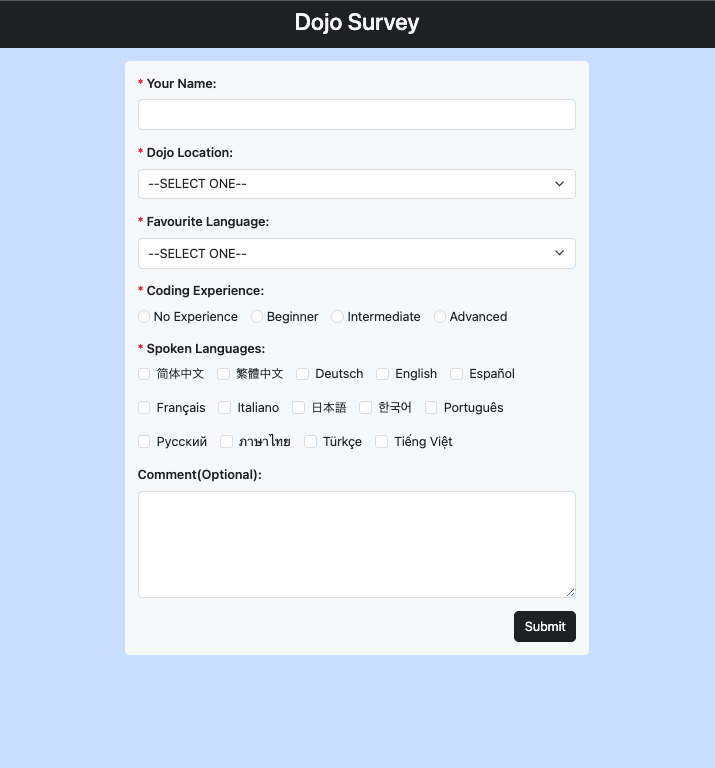 Dojo Survey
* Your Name:
* Dojo Location:
--SELECT ONE--
* Favourite Language:
--SELECT ONE--
* Coding Experience:
No Experience Beginner Intermediate Advanced
* Spoken Languages:
简体中文 繁體中文 Deutsch English Español
Français Italiano 日本語 한국어 Português
Русский ภาษาไทย Türkçe Tiếng Việt
Comment(Optional):
Submit